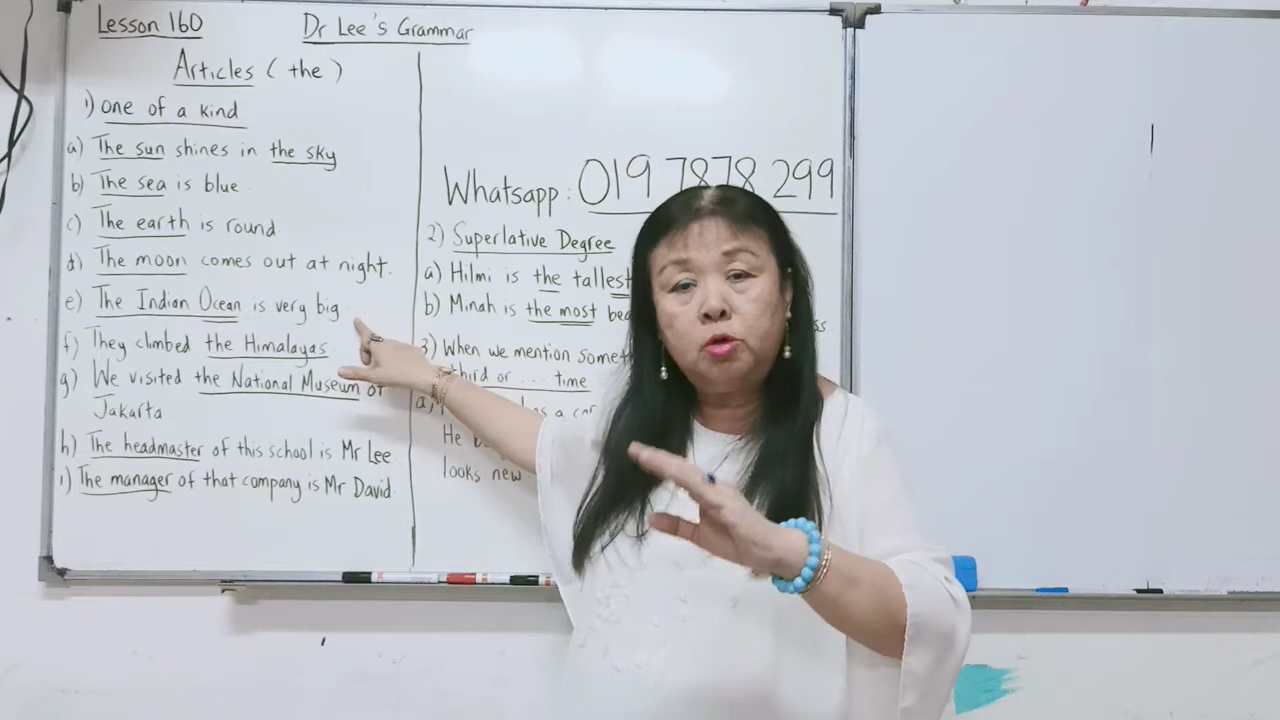 Lesson 160
Dr Lee's Grammar
Articles ( the )
1) one of a kind
a) The sun shines in the sky
b) The sea is blue.
c) The earth is round.
d) The moon comes out at night.
e) The Indian Ocean is very big
f) They climbed the Himalayas.
g) We visited the National Museum of
Jakarta.
h) The headmaster of this school is Mr Lee
i) The manager of that company is Mr David.
Whatsapp: 019 7878 299
2) Superlative Degree
a) Hilmi is the tallest
b) Minah is the most
3) When we mention
third or ... time
a) has a car
He
looks new